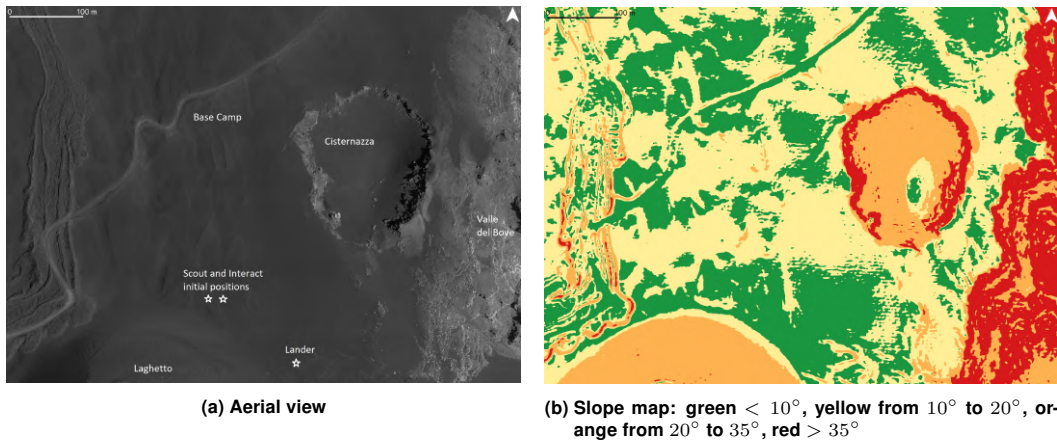 100 m
Base Camp
Cisternazza
Valle
del Bove
Scout and Interact
initial positions
Lander
Laghetto
100 m
(a) Aerial view
(b) Slope map: green < 10°, yellow from 10° to 20°, or-
ange from 20° to 35°, red > 35°